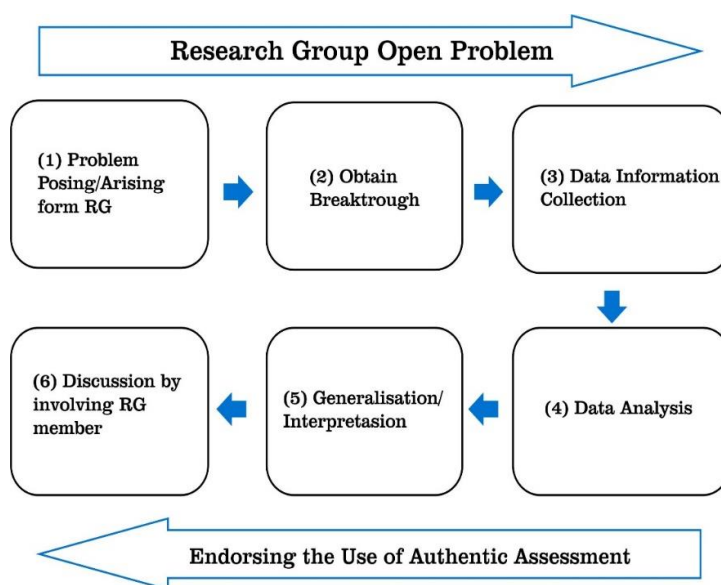 Research Group Open Problem
(1) Problem
Posing/Arising
form RG
(2) Obtain
Breaktrough
(3) Data Information
Collection
(4) Data Analysis
(5) Generalisation/
Interpretasion
(6) Discussion by
involving RG
member
Endorsing the Use of Authentic Assessment